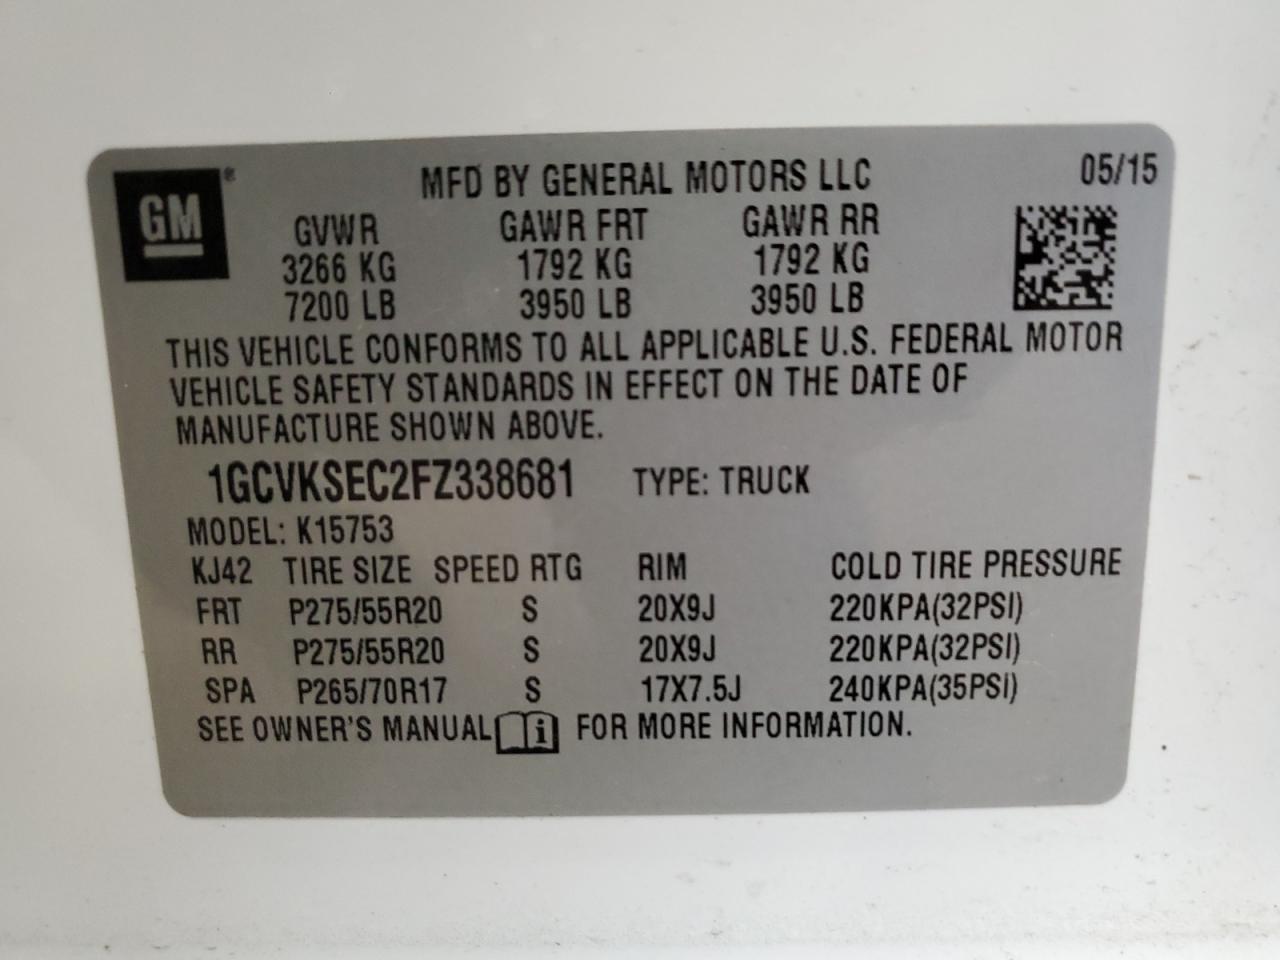 GM®
MFD BY GENERAL MOTORS LLC 05/15
GVWR GAWR FRT GAWR RR
3266 KG 1792 KG 1792 KG
7200 LB 3950 LB 3950 LB
THIS VEHICLE CONFORMS TO ALL APPLICABLE U.S. FEDERAL MOTOR
VEHICLE SAFETY STANDARDS IN EFFECT ON THE DATE OF
MANUFACTURE SHOWN ABOVE.
1GCVKSEC2FZ338681 TYPE: TRUCK
MODEL: K15753
KJ42 TIRE SIZE SPEED RTG RIM COLD TIRE PRESSURE
FRT P275/55R20 S 20X9J 220KPA(32PSI)
RR P275/55R20 S 20X9J 220KPA(32PSI)
SPA P265/70R17 S 17X7.5J 240KPA(35PSI)
SEE OWNER'S MANUAL i FOR MORE INFORMATION.